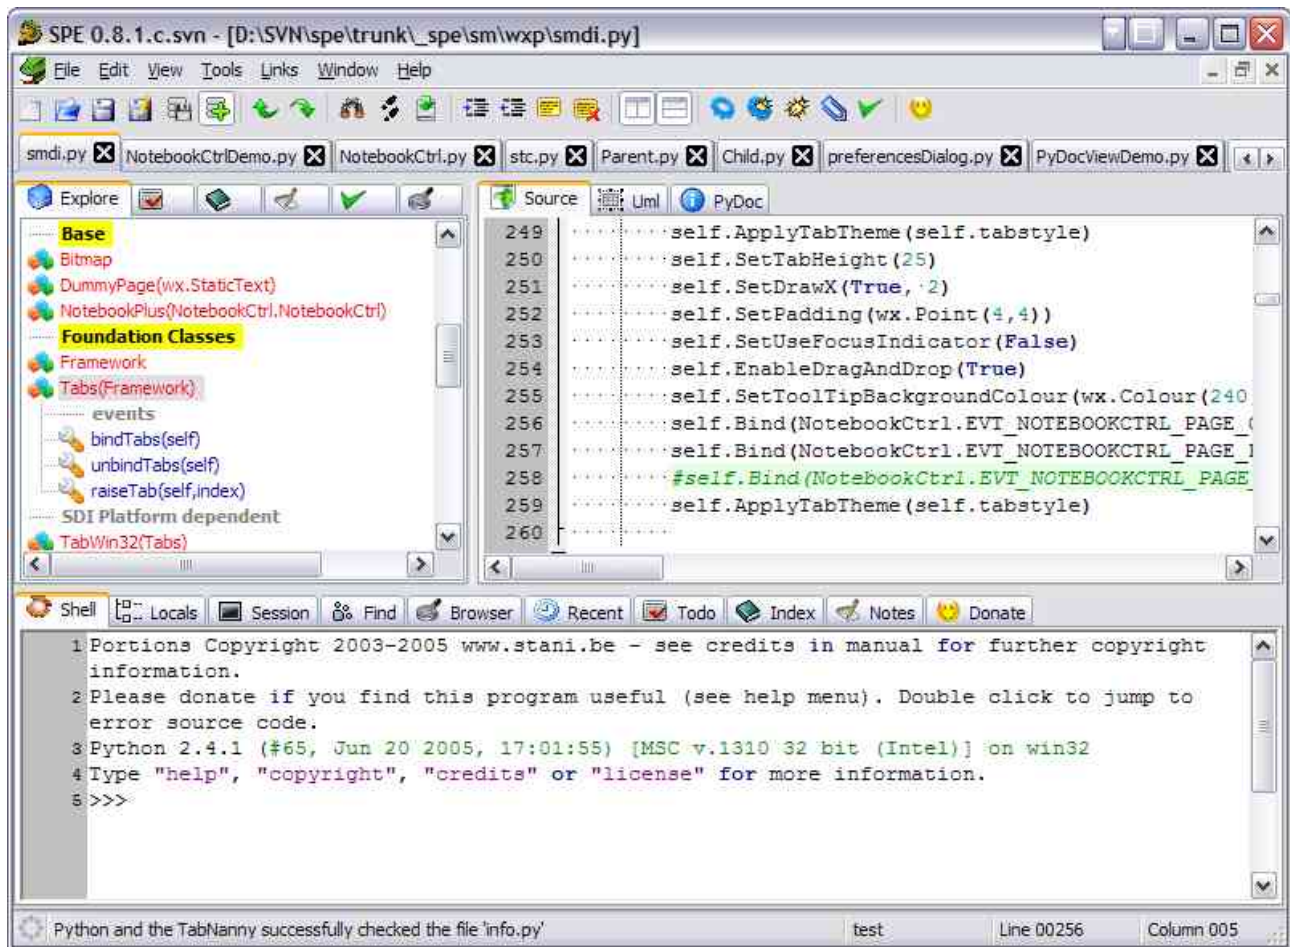 SPE 0.8.1.c.svn - [D:\SVN\spe\trunk\_spe\sm\wxp\smdi.py]
File Edit View Tools Links Window Help
smdi.py NotebookCtrlDemo.py NotebookCtrl.py stc.py Parent.py Child.py preferencesDialog.py PyDocViewDemo.py
Explore
Base
Bitmap
DummyPage(wx.StaticText)
NotebookPlus(NotebookCtrl.NotebookCtrl)
Foundation Classes
Framework
Tabs(Framework)
events
bindTabs(self)
unbindTabs(self)
raiseTab(self,index)
SDI Platform dependent
TabWin32(Tabs)
Source Uml PyDoc
249 self.ApplyTabTheme(self.tabstyle)
250 self.SetTabHeight(25)
251 self.SetDrawX(True, 2)
252 self.SetPadding(wx.Point(4,4))
253 self.SetUseFocusIndicator(False)
254 self.EnableDragAndDrop(True)
255 self.SetToolTipBackgroundColour(wx.Colour(240
256 self.Bind(NotebookCtrl.EVT_NOTEBOOKCTRL_PAGE_
257 self.Bind(NotebookCtrl.EVT_NOTEBOOKCTRL_PAGE_
258 #self.Bind(NotebookCtrl.EVT_NOTEBOOKCTRL_PAGE_
259 self.ApplyTabTheme(self.tabstyle)
260
Shell Locals Session Find Browser Recent Todo Index Notes Donate
1 Portions Copyright 2003-2005 www.stani.be - see credits in manual for further copyright
information.
2 Please donate if you find this program useful (see help menu). Double click to jump to
error source code.
3 Python 2.4.1 (#65, Jun 20 2005, 17:01:55) [MSC v.1310 32 bit (Intel)] on win32
4 Type "help", "copyright", "credits" or "license" for more information.
5 >>>
Python and the TabNanny successfully checked the file 'info.py' test Line 00256 Column 005